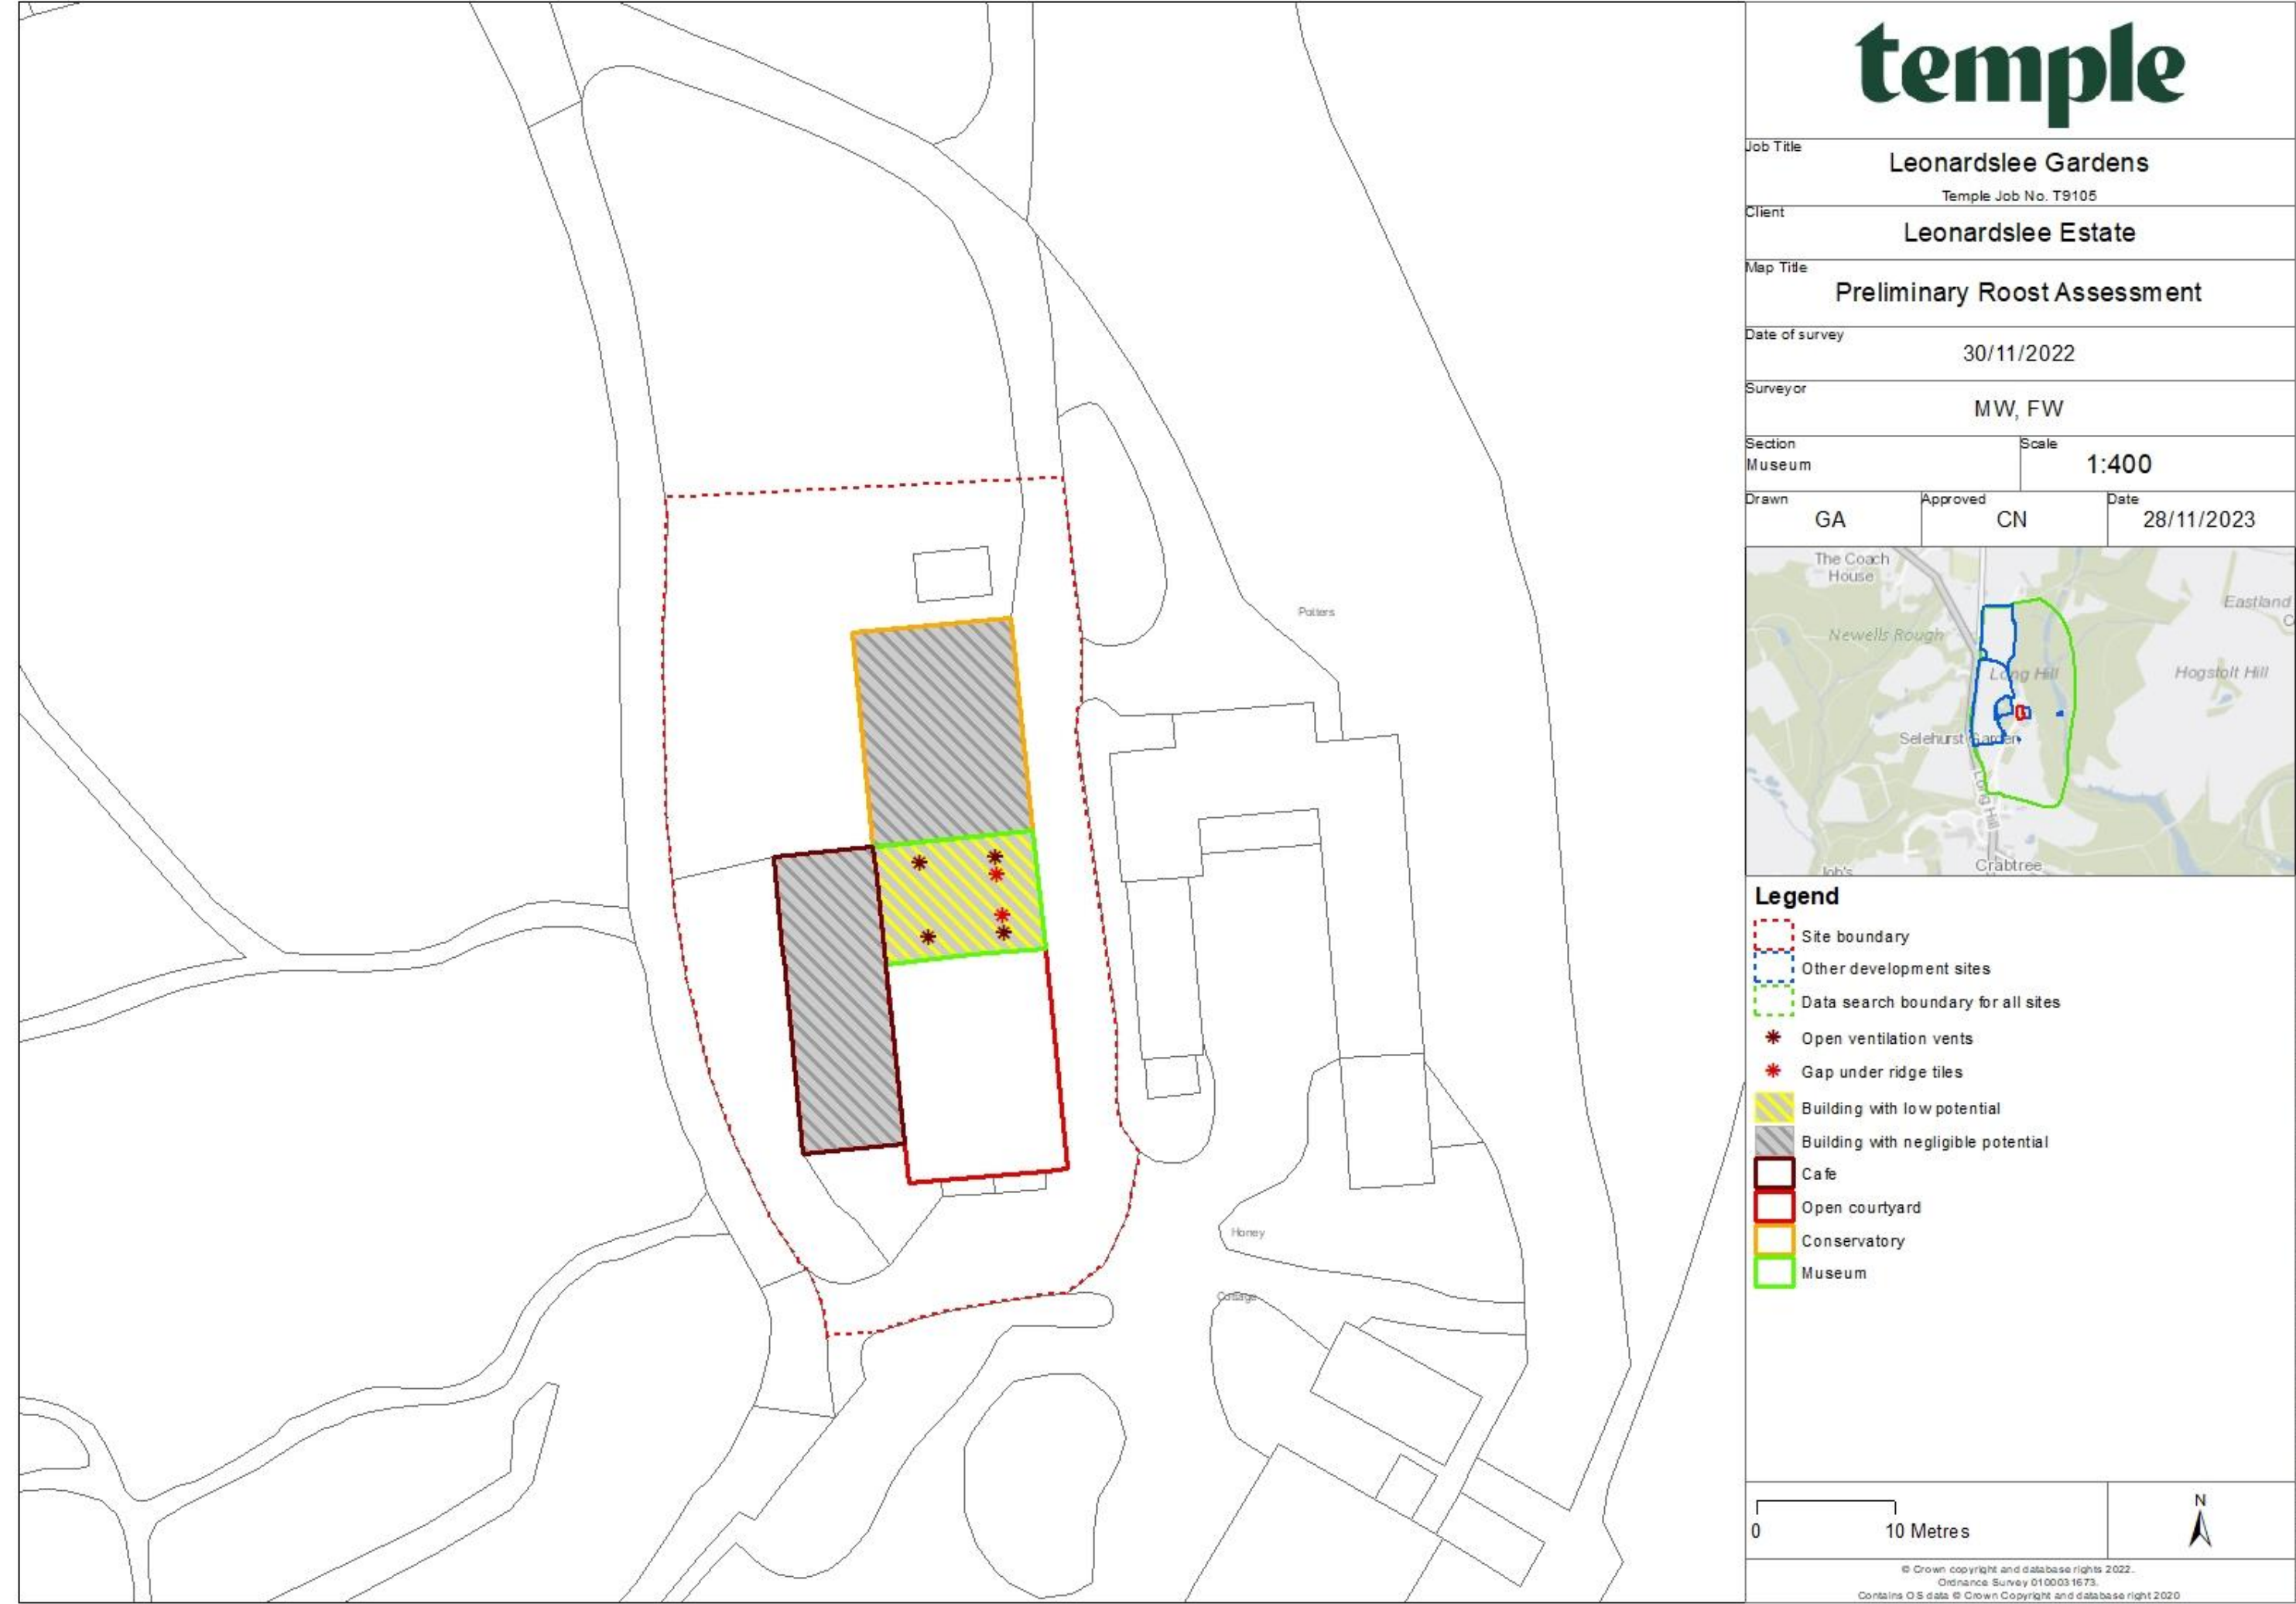 temple
Job Title
Leonardslee Gardens
Temple Job No. T9105
Client
Leonardslee Estate
Map Title
Preliminary Roost Assessment
Date of survey
30/11/2022
Surveyor
MW, FW
Section
Museum
Scale
1:400
Drawn
GA
Approved
CN
Date
28/11/2023
The Coach
House
Eastland
C
Newells Rough
Long Hill
Hogstolt Hill
Selehurst Garden
Long Hill
Crabtree
Job's
Legend
Site boundary
Other development sites
Data search boundary for all sites
Open ventilation vents
Gap under ridge tiles
Building with low potential
Building with negligible potential
Cafe
Open courtyard
Conservatory
Museum
0
10 Metres
N
© Crown copyright and database rights 2022.
Ordnance Survey 0100031673.
Contains OS data © Crown Copyright and database right 2020
Potters
Honey
Cottage